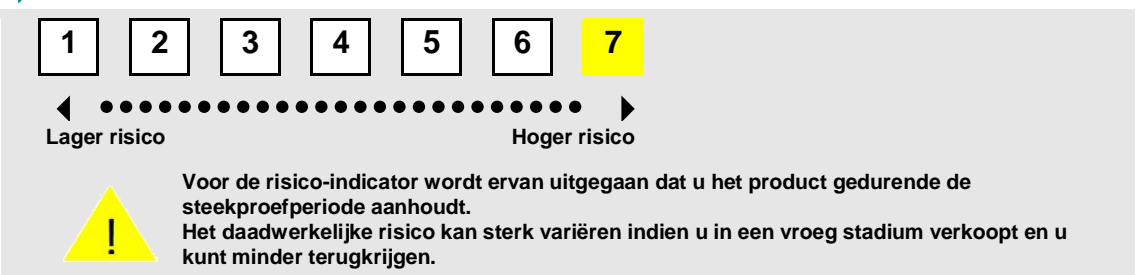 1 2 3 4 5 6 7
Lager risico Hoger risico
Voor de risico-indicator wordt ervan uitgegaan dat u het product gedurende de
steekproefperiode aanhoudt.
!
Het daadwerkelijke risico kan sterk variëren indien u in een vroeg stadium verkoopt en u
kunt minder terugkrijgen.